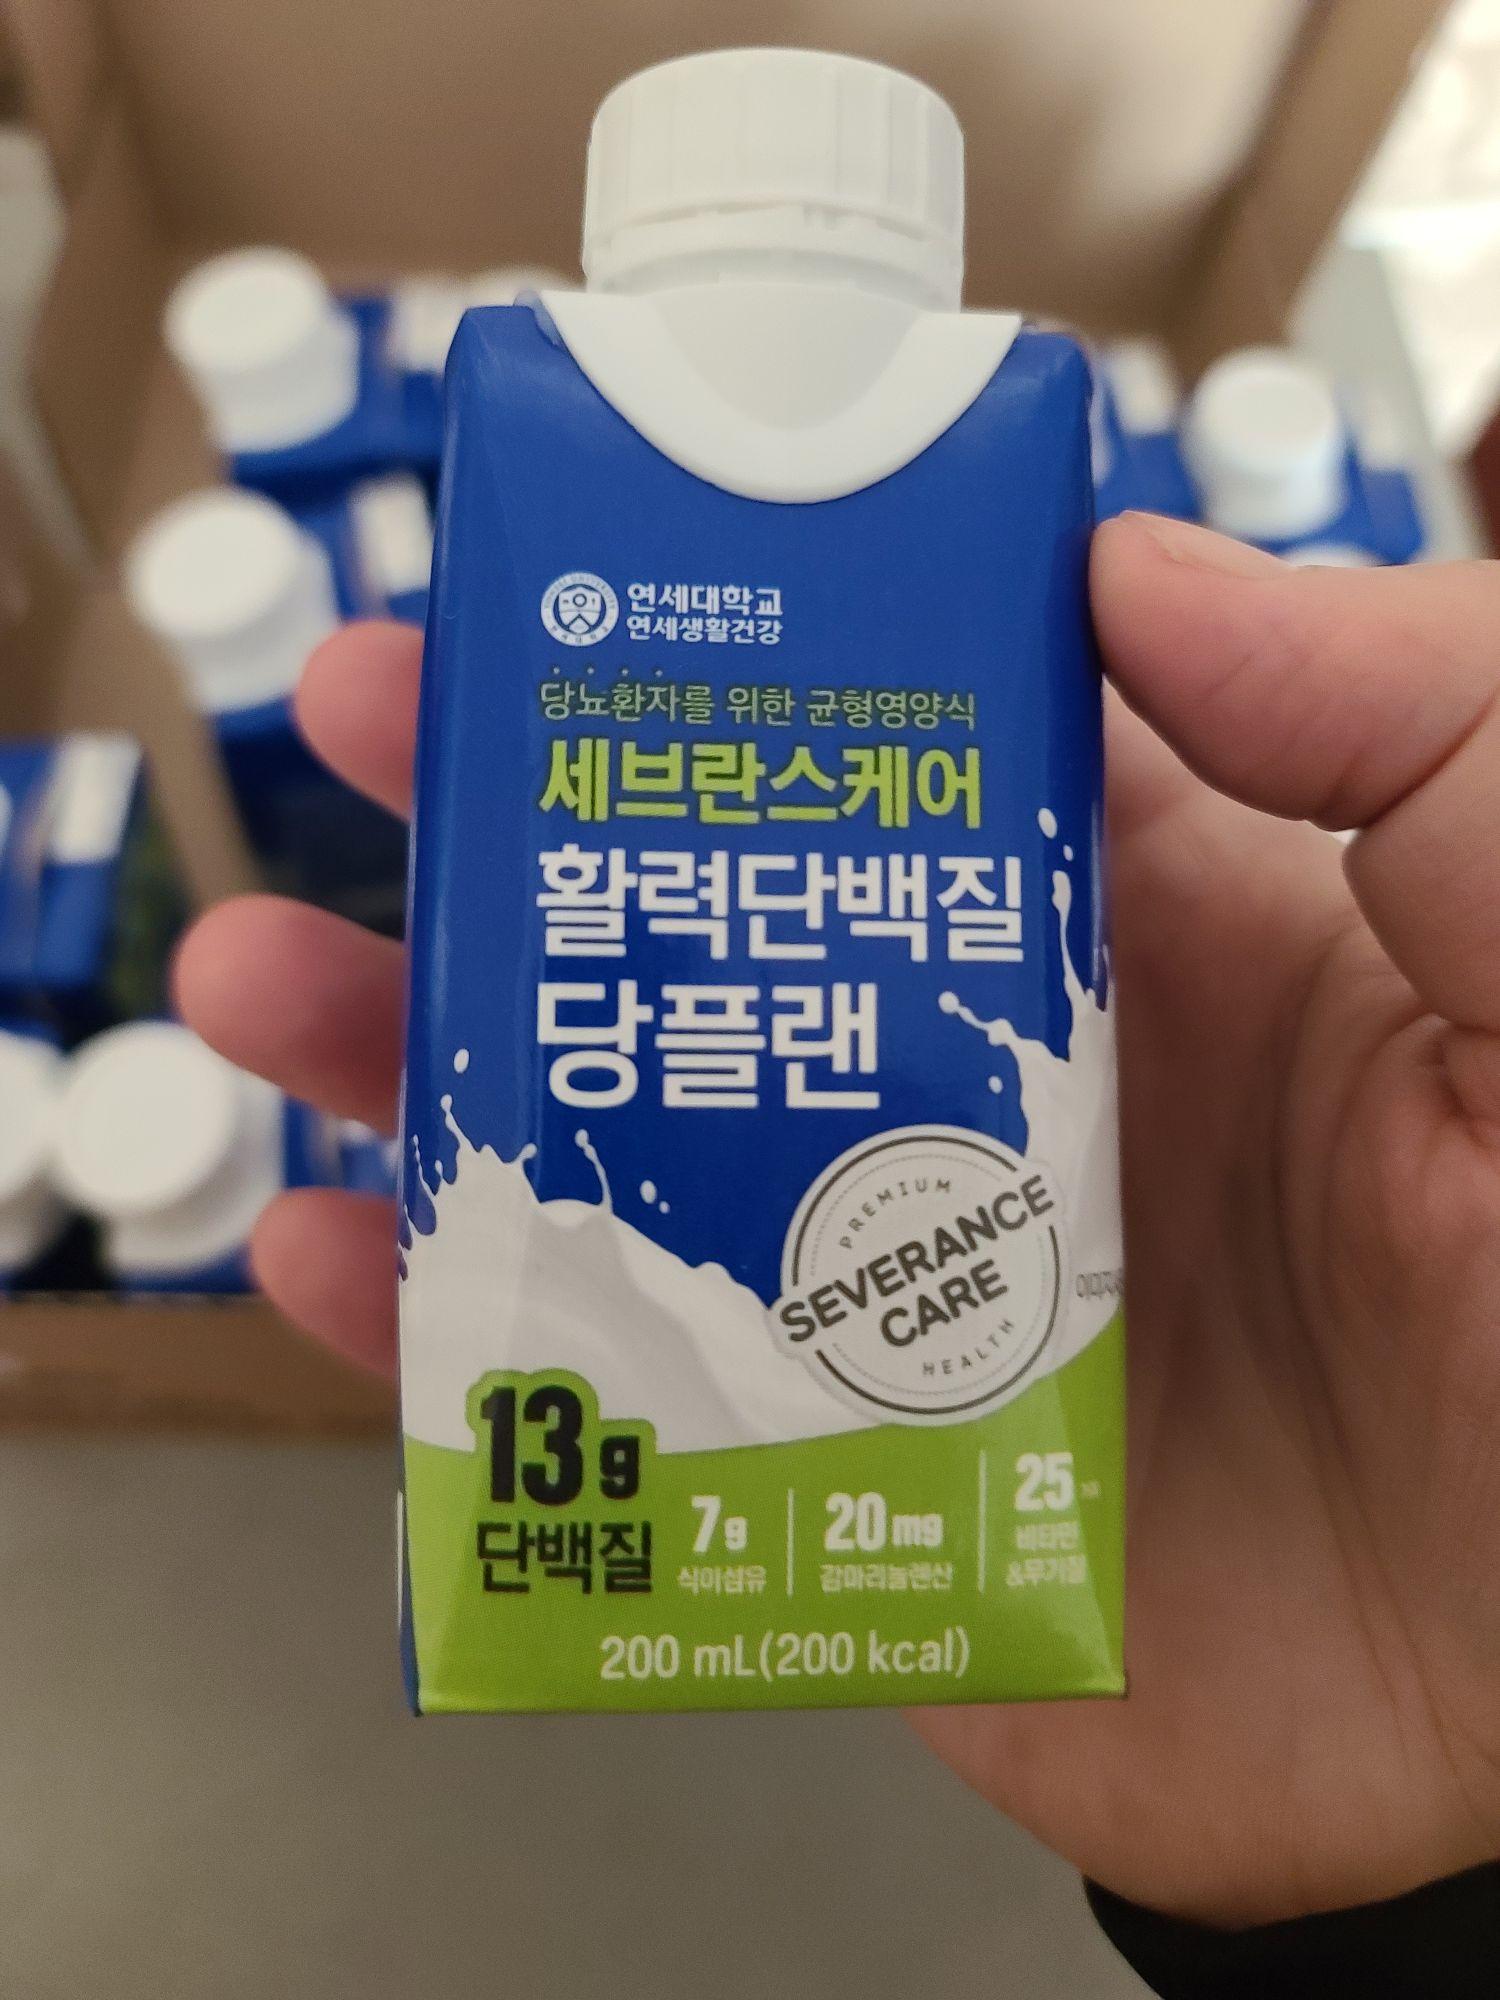 연세대학교
연세생활건강
당뇨환자를 위한 균형영양식
세브란스케어
활력단백질
당플랜
PREMIUM
SEVERANCE
CARE
HEALTH
13g
단백질
7g
식이섬유
20mg
감마리놀렌산
25
비타민
&무기질
200 mL(200 kcal)